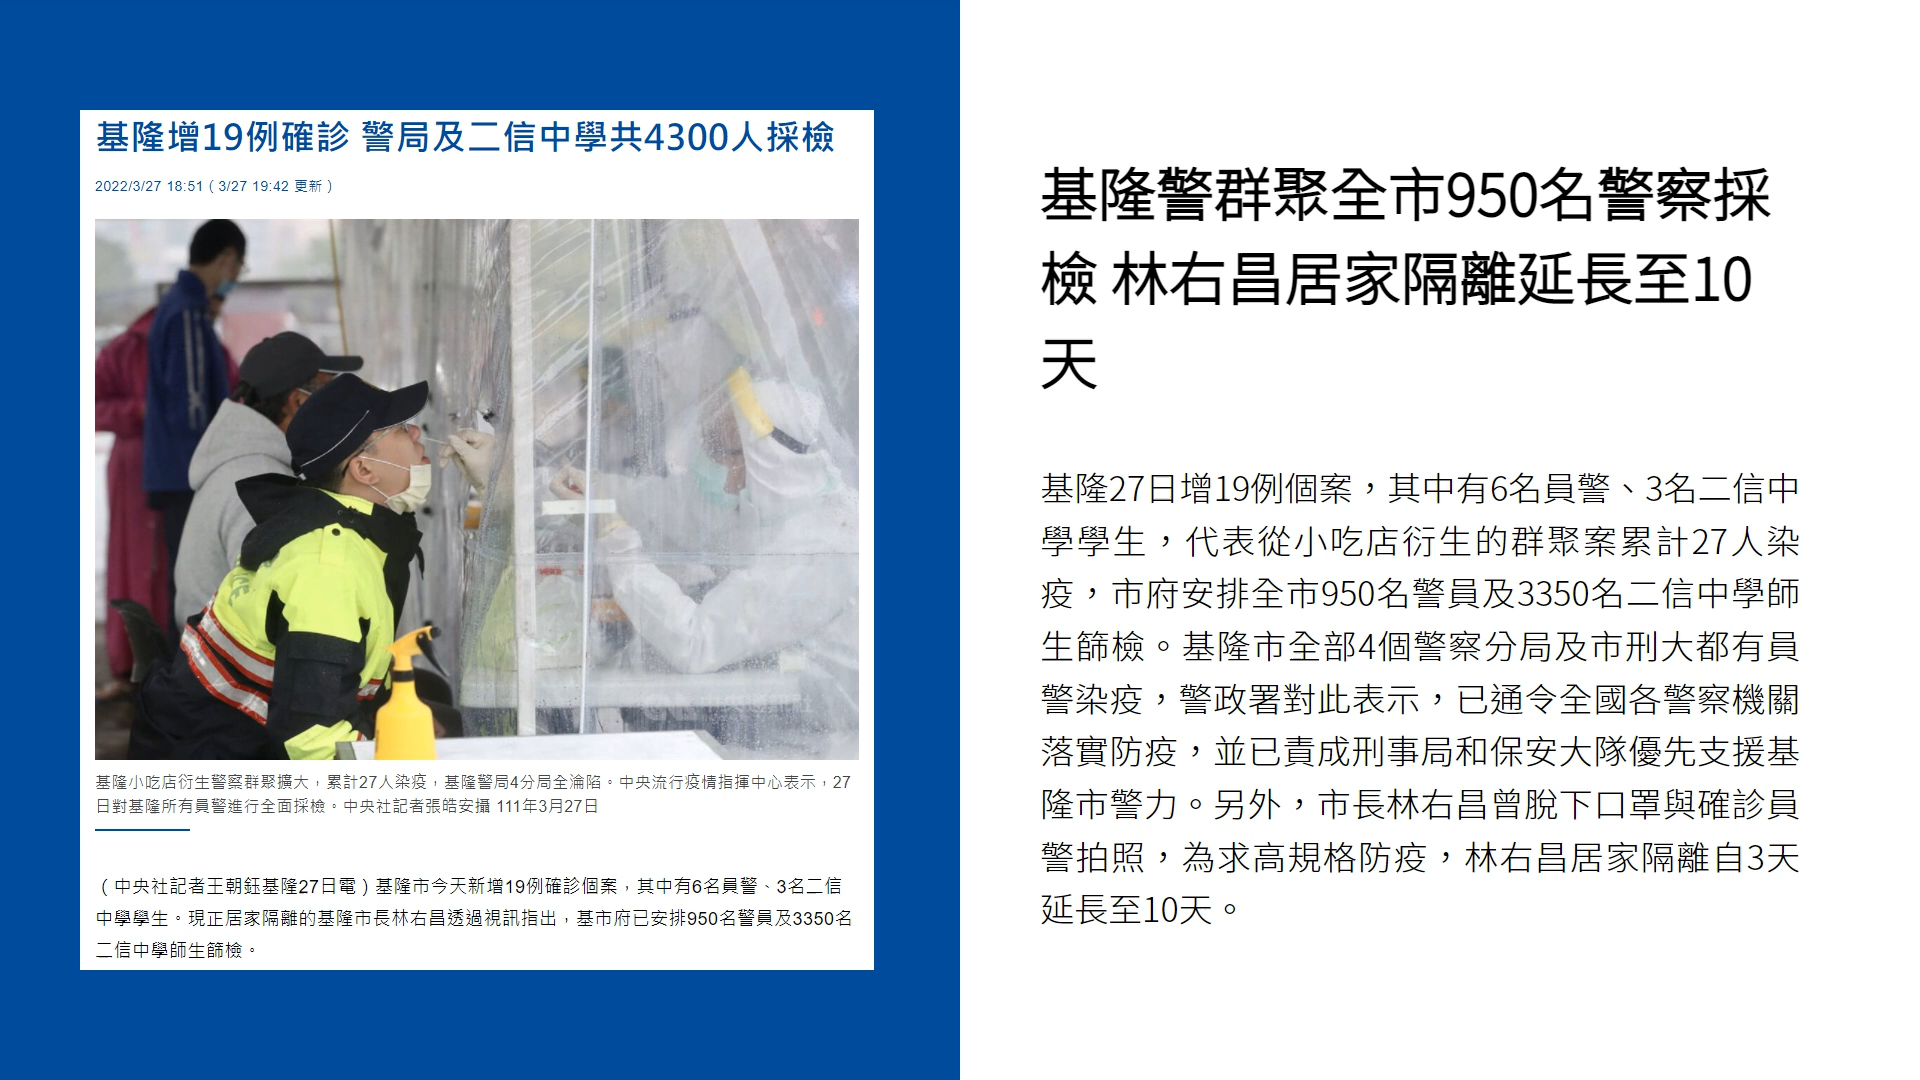 基隆增19例確診 警局及二信中學共4300人採檢
2022/3/27 18:51（3/27 19:42 更新）
基隆小吃店衍生警察群聚擴大，累計27人染疫，基隆警局4分局全淪陷。中央流行疫情指揮中心表示，27
日對基隆所有員警進行全面採檢。中央社記者張皓安攝 111年3月27日
（中央社記者王朝鈺基隆27日電）基隆市今天新增19例確診個案，其中有6名員警、3名二信
中學學生。現正居家隔離的基隆市長林右昌透過視訊指出，基市府已安排950名警員及3350名
二信中學師生篩檢。
基隆警群聚全市950名警察採
檢 林右昌居家隔離延長至10
天
基隆27日增19例個案，其中有6名員警、3名二信中
學學生，代表從小吃店衍生的群聚案累計27人染
疫，市府安排全市950名警員及3350名二信中學師
生篩檢。基隆市全部4個警察分局及市刑大都有員
警染疫，警政署對此表示，已通令全國各警察機關
落實防疫，並已責成刑事局和保安大隊優先支援基
隆市警力。另外，市長林右昌曾脫下口罩與確診員
警拍照，為求高規格防疫，林右昌居家隔離自3天
延長至10天。